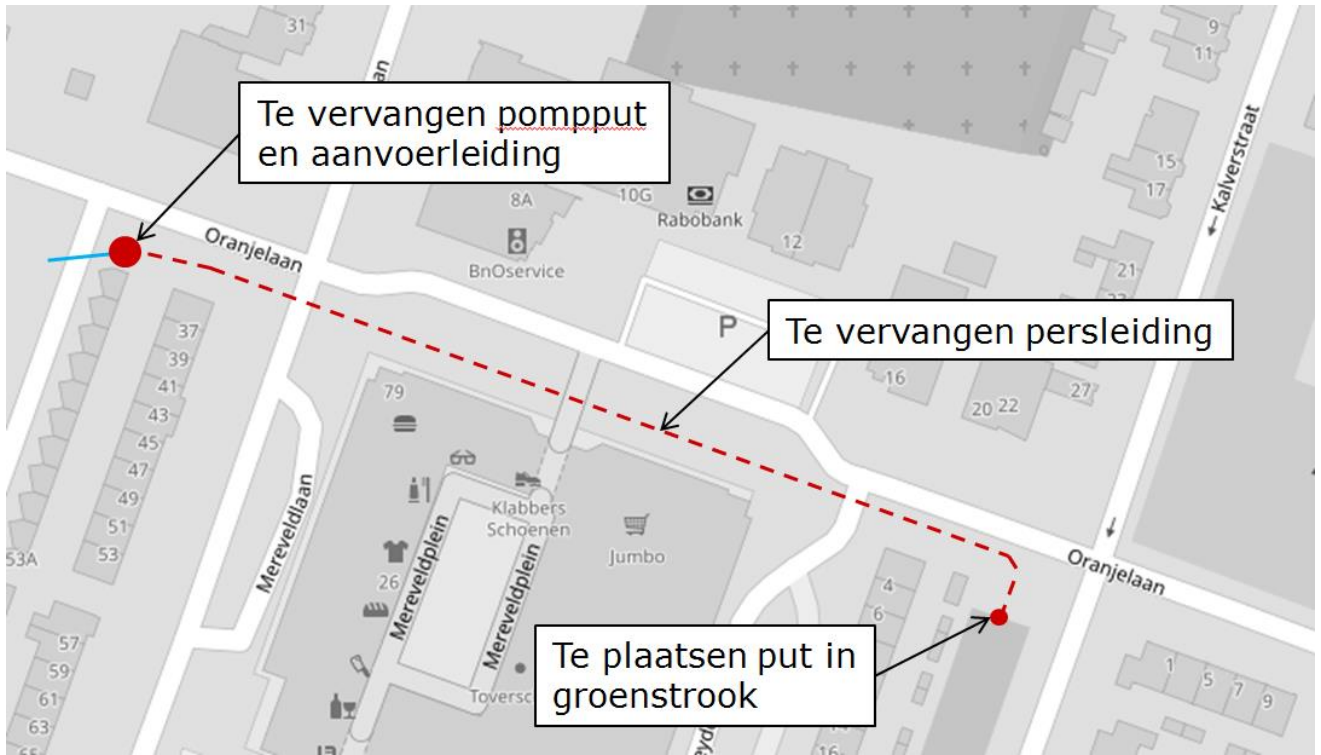 31
9
11
Te vervangen pompput
en aanvoerleiding
Kalverstraat
15
17
8A
10G
Rabobank
12
Oranjelaan
BnOservice
21
P
Te vervangen persleiding
37
39
41
43
45
47
49
51
53
53A
79
16
20 22
27
Klabbers
Schoenen
Jumbo
Mereveldlaan
26
Mereveldplein
Mereveldplein
Oranjelaan
4
6
Te plaatsen put in
groenstrook
57
59
61
63
1
5
7
9